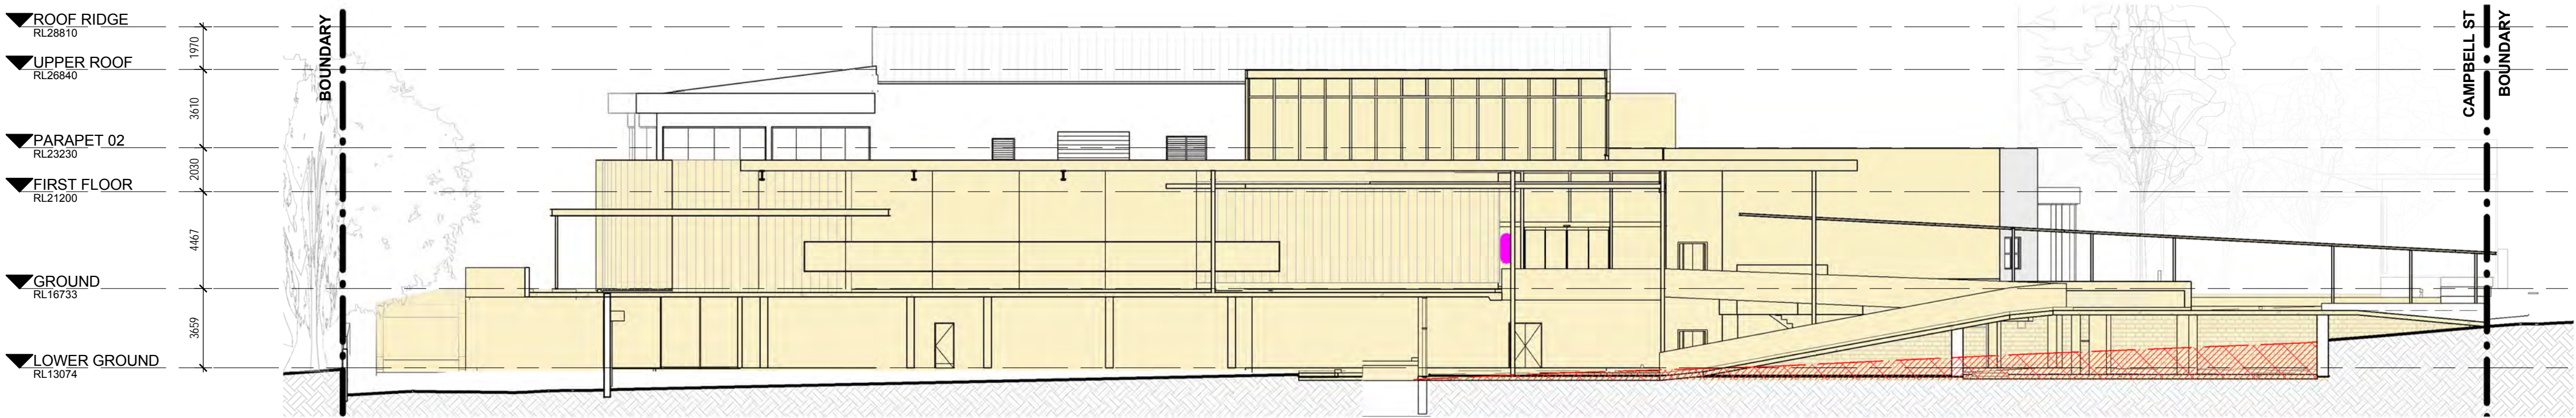 ROOF RIDGE
RL28810
1970
UPPER ROOF
RL26840
3610
PARAPET 02
RL23230
2030
FIRST FLOOR
RL21200
4467
GROUND
RL16733
3659
LOWER GROUND
RL13074
BOUNDARY
CAMPBELL ST
BOUNDARY